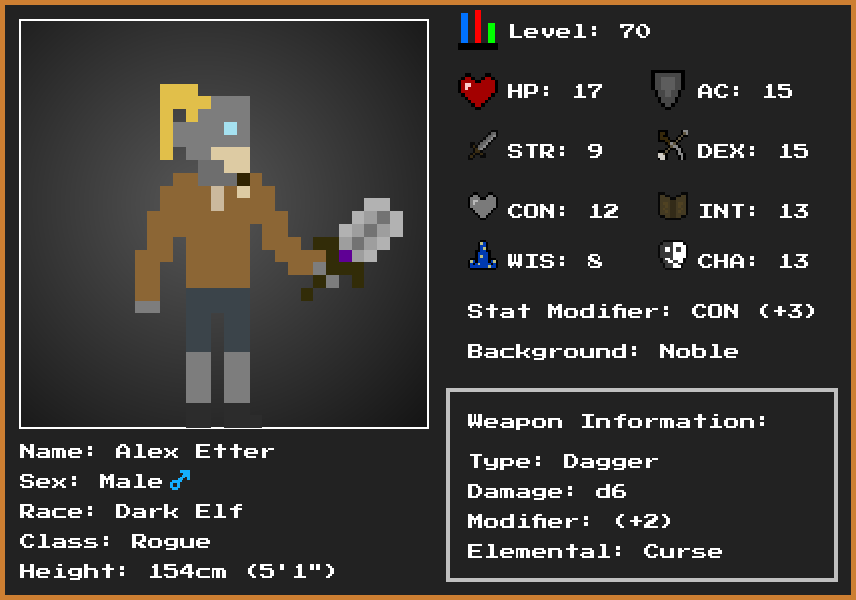 Level: 70
HP: 17 AC: 15
STR: 9 DEX: 15
CON: 12 INT: 13
WIS: 8 CHA: 13
Stat Modifier: CON (+3)
Background: Noble
Weapon Information:
Type: Dagger
Damage: d6
Modifier: (+2)
Elemental: Curse
Name: Alex Etter
Sex: Male ♂
Race: Dark Elf
Class: Rogue
Height: 154cm (5'1")